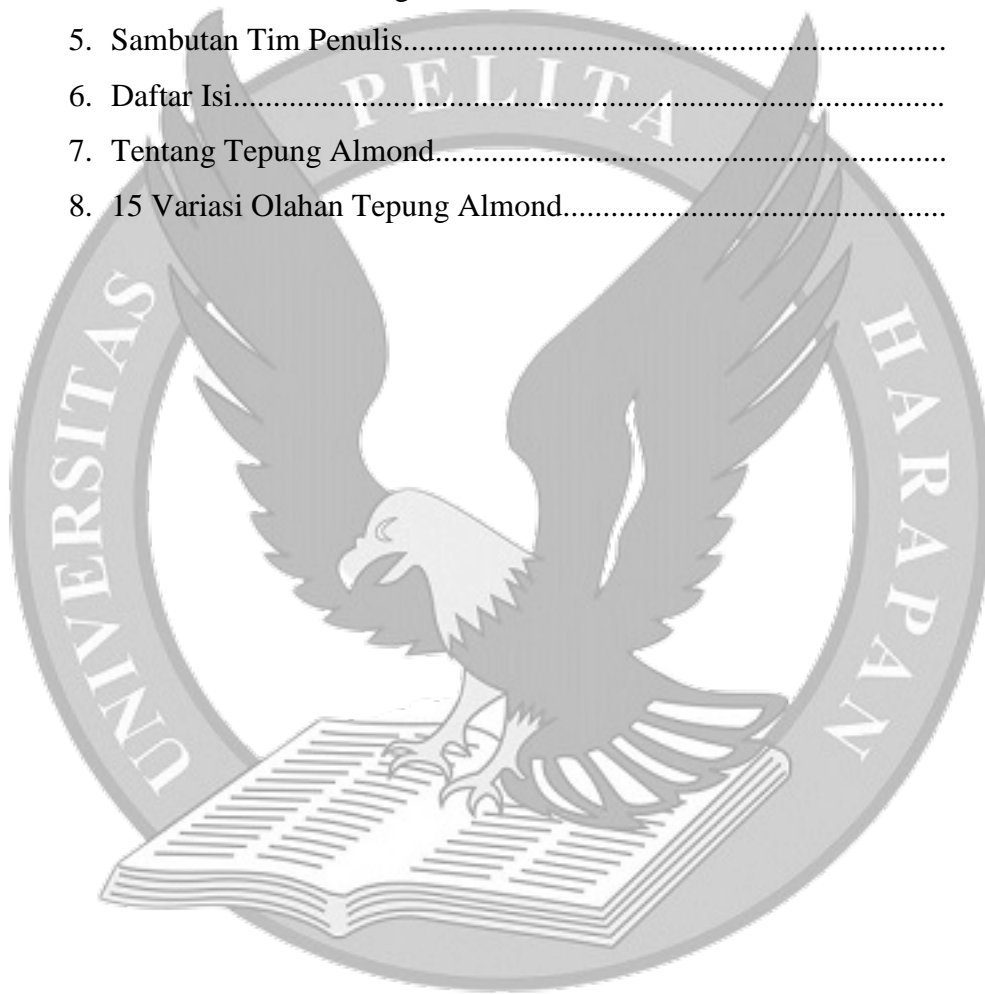 5. Sambutan Tim Penulis....................................................................
6. Daftar Isi.........................................................................................
7. Tentang Tepung Almond................................................................
8. 15 Variasi Olahan Tepung Almond................................................
UNIVERSITAS PELITA HARAPAN